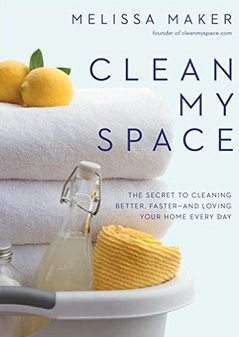 MELISSA MAKER
founder of cleanmyspace.com
CLEAN
MY
SPACE
THE SECRET TO CLEANING
BETTER, FASTER—AND LOVING
YOUR HOME EVERY DAY